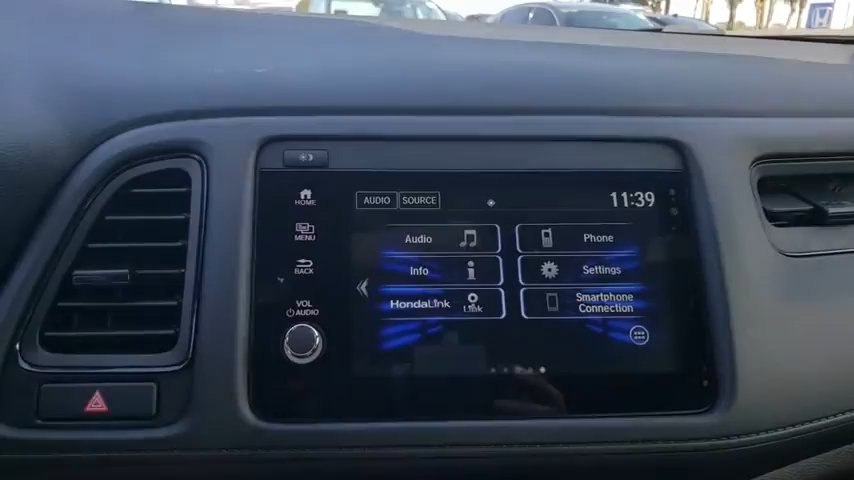 HOME
MENU
BACK
VOL
AUDIO
AUDIO SOURCE
11:39
Audio
Phone
Info
Settings
HondaLink
Link
Smartphone
Connection